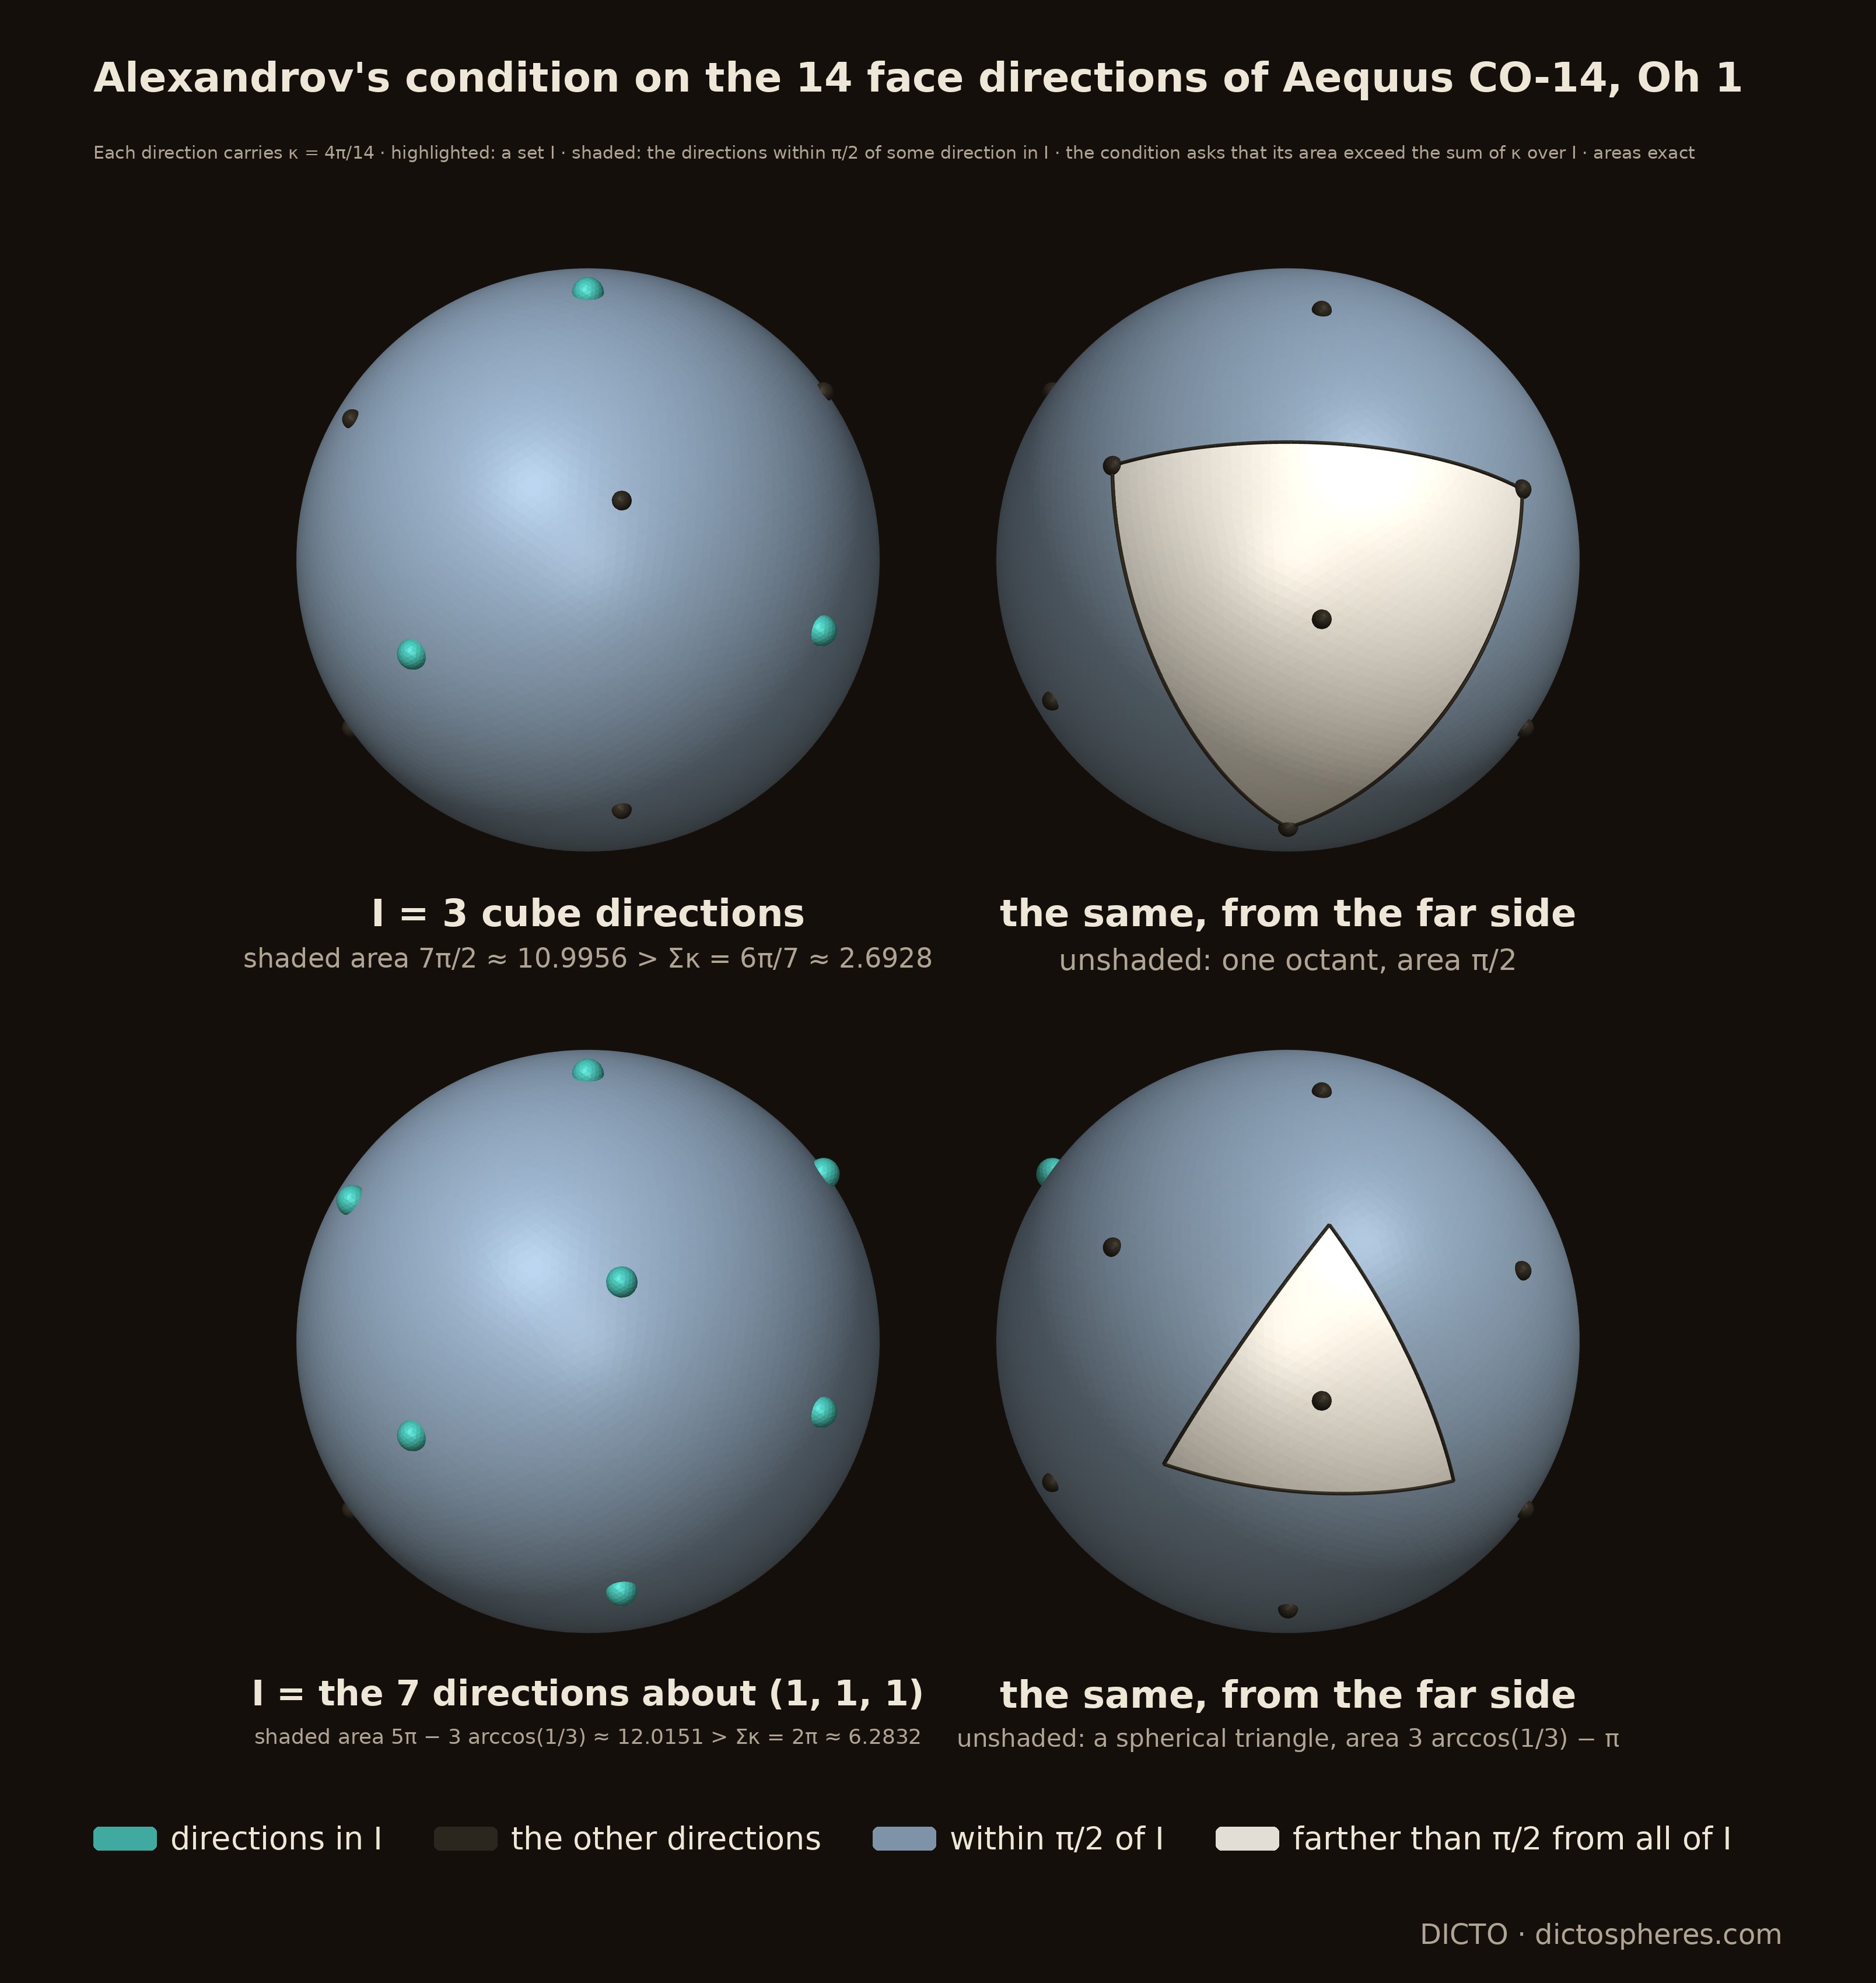 Alexandrov's condition on the 14 face directions of Aequus CO-14, Oh 1
Each direction carries κ = 4π/14 · highlighted: a set I · shaded: the directions within π/2 of some direction in I · the condition asks that its area exceed the sum of κ over I · areas exact
I = 3 cube directions
shaded area 7π/2 ≈ 10.9956 > Σκ = 6π/7 ≈ 2.6928
the same, from the far side
unshaded: one octant, area π/2
I = the 7 directions about (1, 1, 1)
shaded area 5π − 3 arccos(1/3) ≈ 12.0151 > Σκ = 2π ≈ 6.2832
the same, from the far side
unshaded: a spherical triangle, area 3 arccos(1/3) − π
directions in I
the other directions
within π/2 of I
farther than π/2 from all of I
DICTO · dictospheres.com